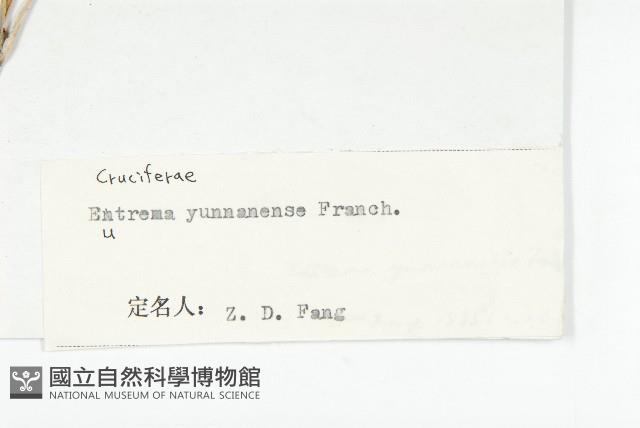 Cruciferae
Entrema yunnanense Franch.
u
定名人: Z. D. Fang
國立自然科學博物館
NATIONAL MUSEUM OF NATURAL SCIENCE